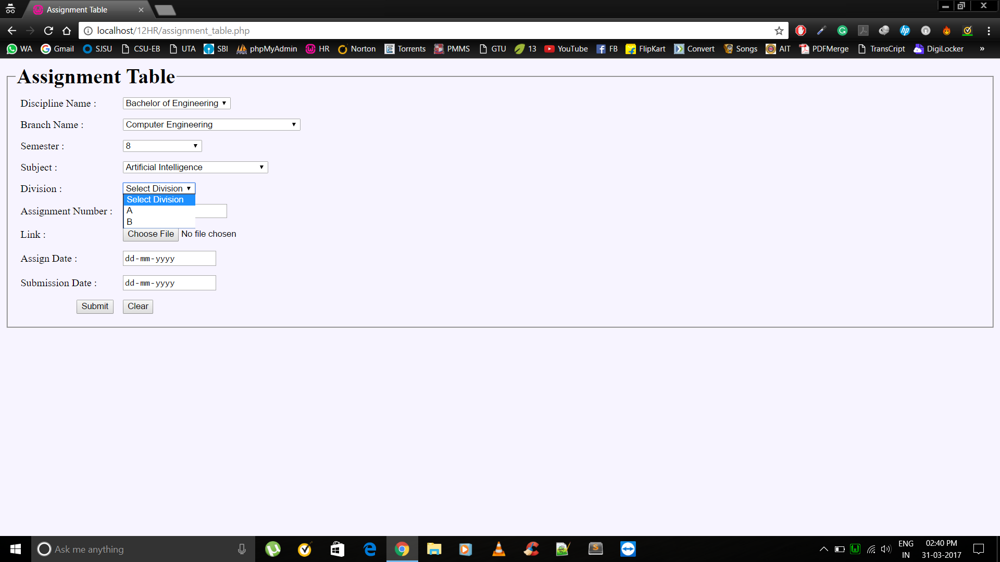 Assignment Table
localhost/12HR/assignment_table.php
WA Gmail SJSU CSU-EB UTA SBI phpMyAdmin HR Norton Torrents PMMS GTU 13 YouTube FB FlipKart Convert Songs AIT PDFMerge TransCript DigiLocker »
Assignment Table
Discipline Name : Bachelor of Engineering
Branch Name : Computer Engineering
Semester : 8
Subject : Artificial Intelligence
Division : Select Division
Select Division
A
Assignment Number :
B
Link : Choose File No file chosen
Assign Date : dd-mm-yyyy
Submission Date : dd-mm-yyyy
Submit Clear
Ask me anything
ENG 02:40 PM
IN 31-03-2017